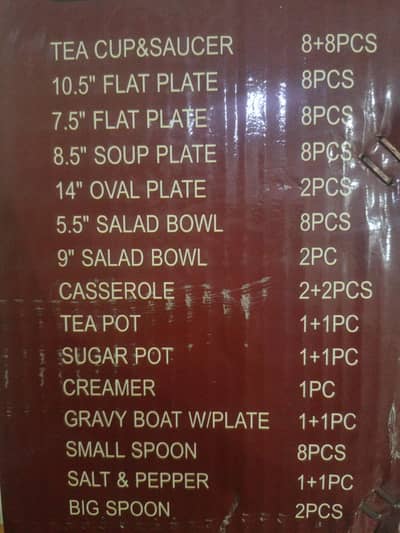 TEA CUP&SAUCER 8+8PCS
10.5" FLAT PLATE 8PCS
7.5" FLAT PLATE 8PCS
8.5" SOUP PLATE 8PCS
14" OVAL PLATE 2PCS
5.5" SALAD BOWL 8PCS
9" SALAD BOWL 2PC
CASSEROLE 2+2PCS
TEA POT 1+1PC
SUGAR POT 1+1PC
CREAMER 1PC
GRAVY BOAT W/PLATE 1+1PC
SMALL SPOON 8PCS
SALT & PEPPER 1+1PC
BIG SPOON 2PCS